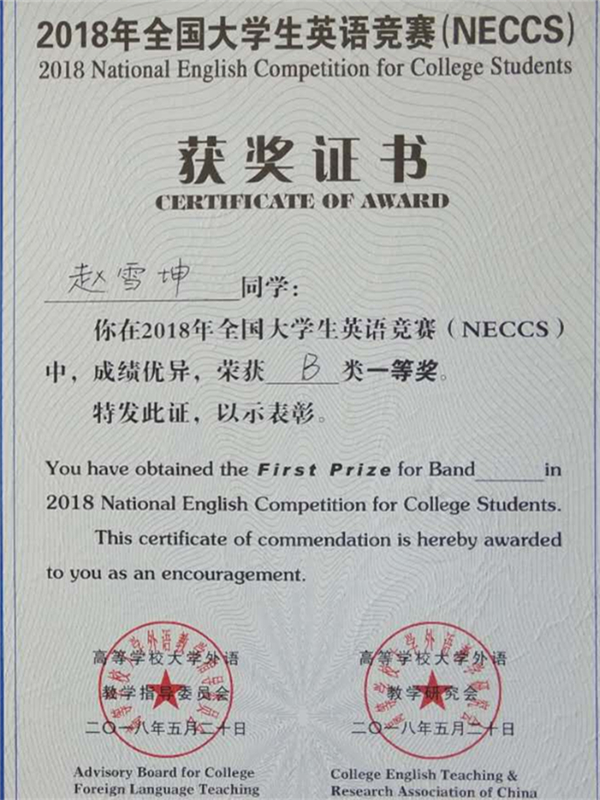 2018年全国大学生英语竞赛(NECCS)
2018 National English Competition for College Students
获奖证书
CERTIFICATE OF AWARD
赵雪坤同学:
你在2018年全国大学生英语竞赛(NECCS)
中，成绩优异，荣获B类一等奖。
特发此证，以示表彰。
You have obtained the First Prize for Band______in
2018 National English Competition for College Students.
This certificate of commendation is hereby awarded
to you as an encouragement.
高等学校大学外语
教学指导委员会
二〇一八年五月二十日
高等学校大学外语
教学研究会
二〇一八年五月二十日
Advisory Board for College
Foreign Language Teaching
College English Teaching &
Research Association of China